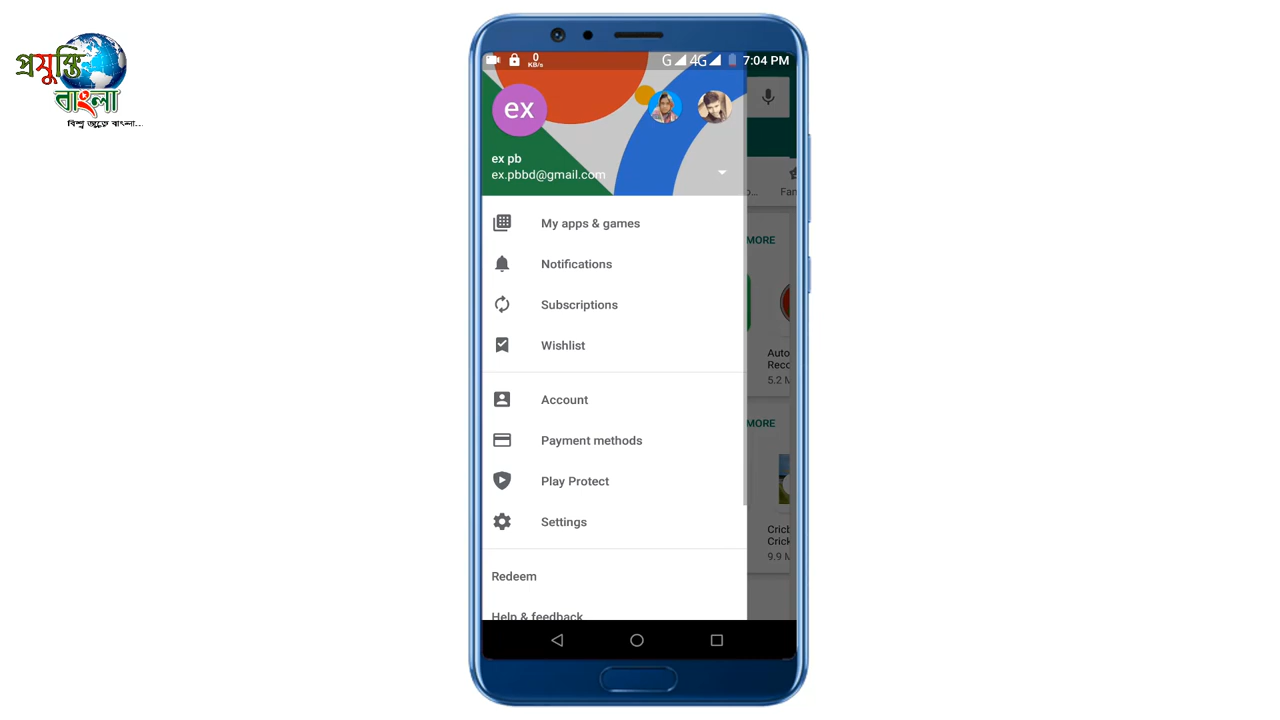 প্রযুক্তি
বাংলা
বিশ্ব জুড়ে বাংলা...
0
KB/s
G 4G 7:04 PM
ex
ex pb
ex.pbbd@gmail.com
My apps & games
Notifications
Subscriptions
Wishlist
Account
Payment methods
Play Protect
Settings
Redeem
Help & feedback
o...
Fan
MORE
Auto
Reco
5.2 M
MORE
Cricb
Crick
9.9 M